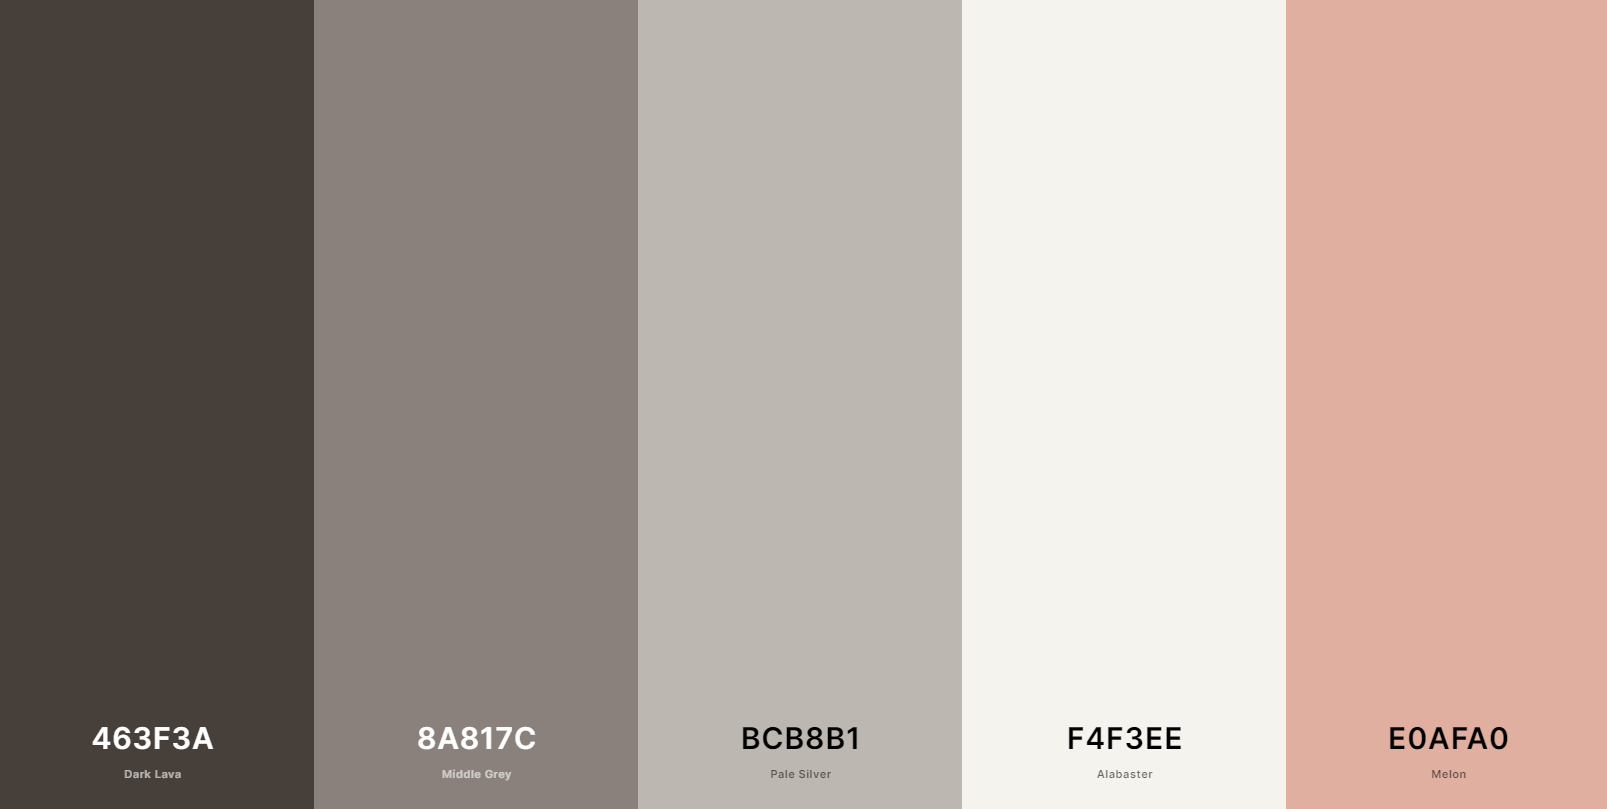 463F3A
Dark Lava
8A817C
Middle Grey
BCB8B1
Pale Silver
F4F3EE
Alabaster
E0AFA0
Melon